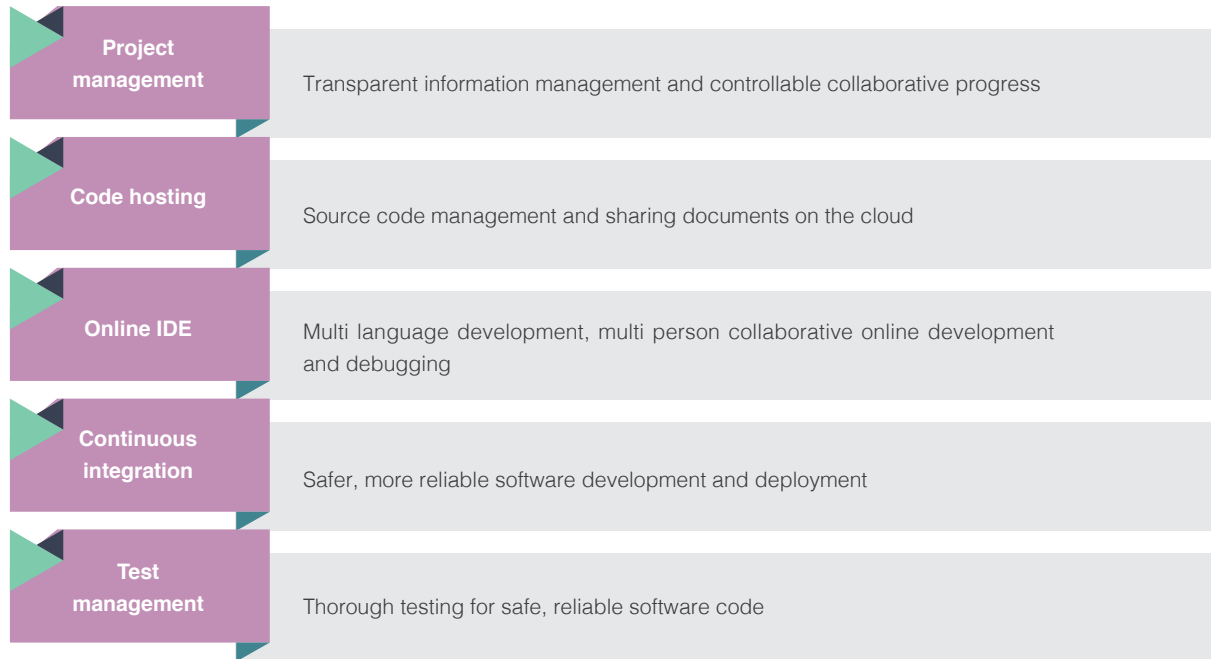 Project
management
Transparent information management and controllable collaborative progress
Code hosting
Source code management and sharing documents on the cloud
Online IDE
Multi language development, multi person collaborative online development
and debugging
Continuous
integration
Safer, more reliable software development and deployment
Test
management
Thorough testing for safe, reliable software code